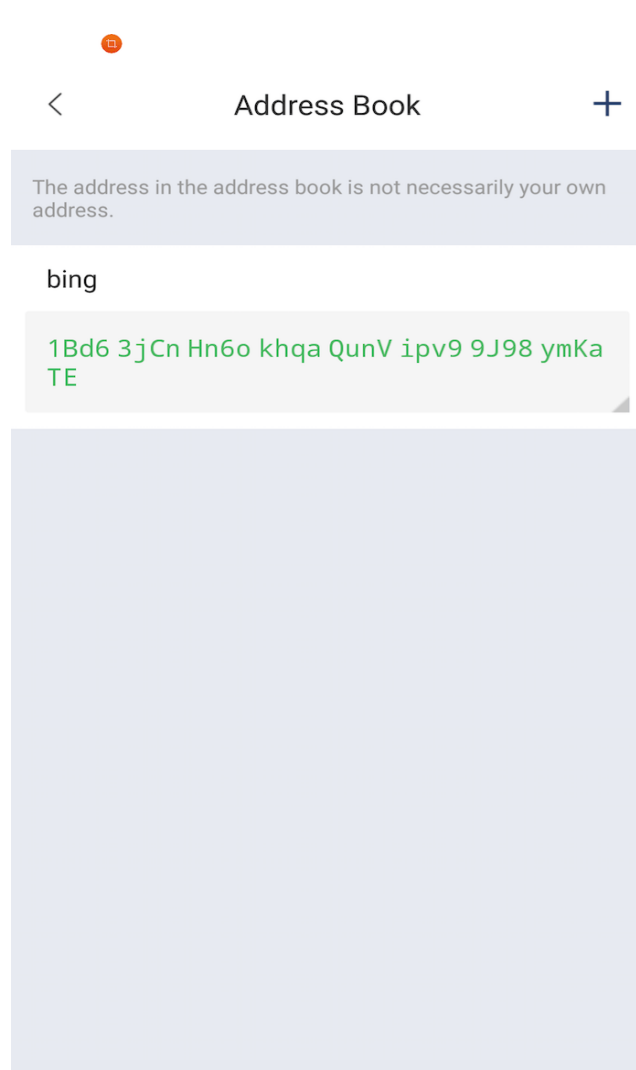 Address Book
The address in the address book is not necessarily your own
address.
bing
1Bd6 3jCn Hn6o khqa QunV ipv9 9J98 ymKa
TE